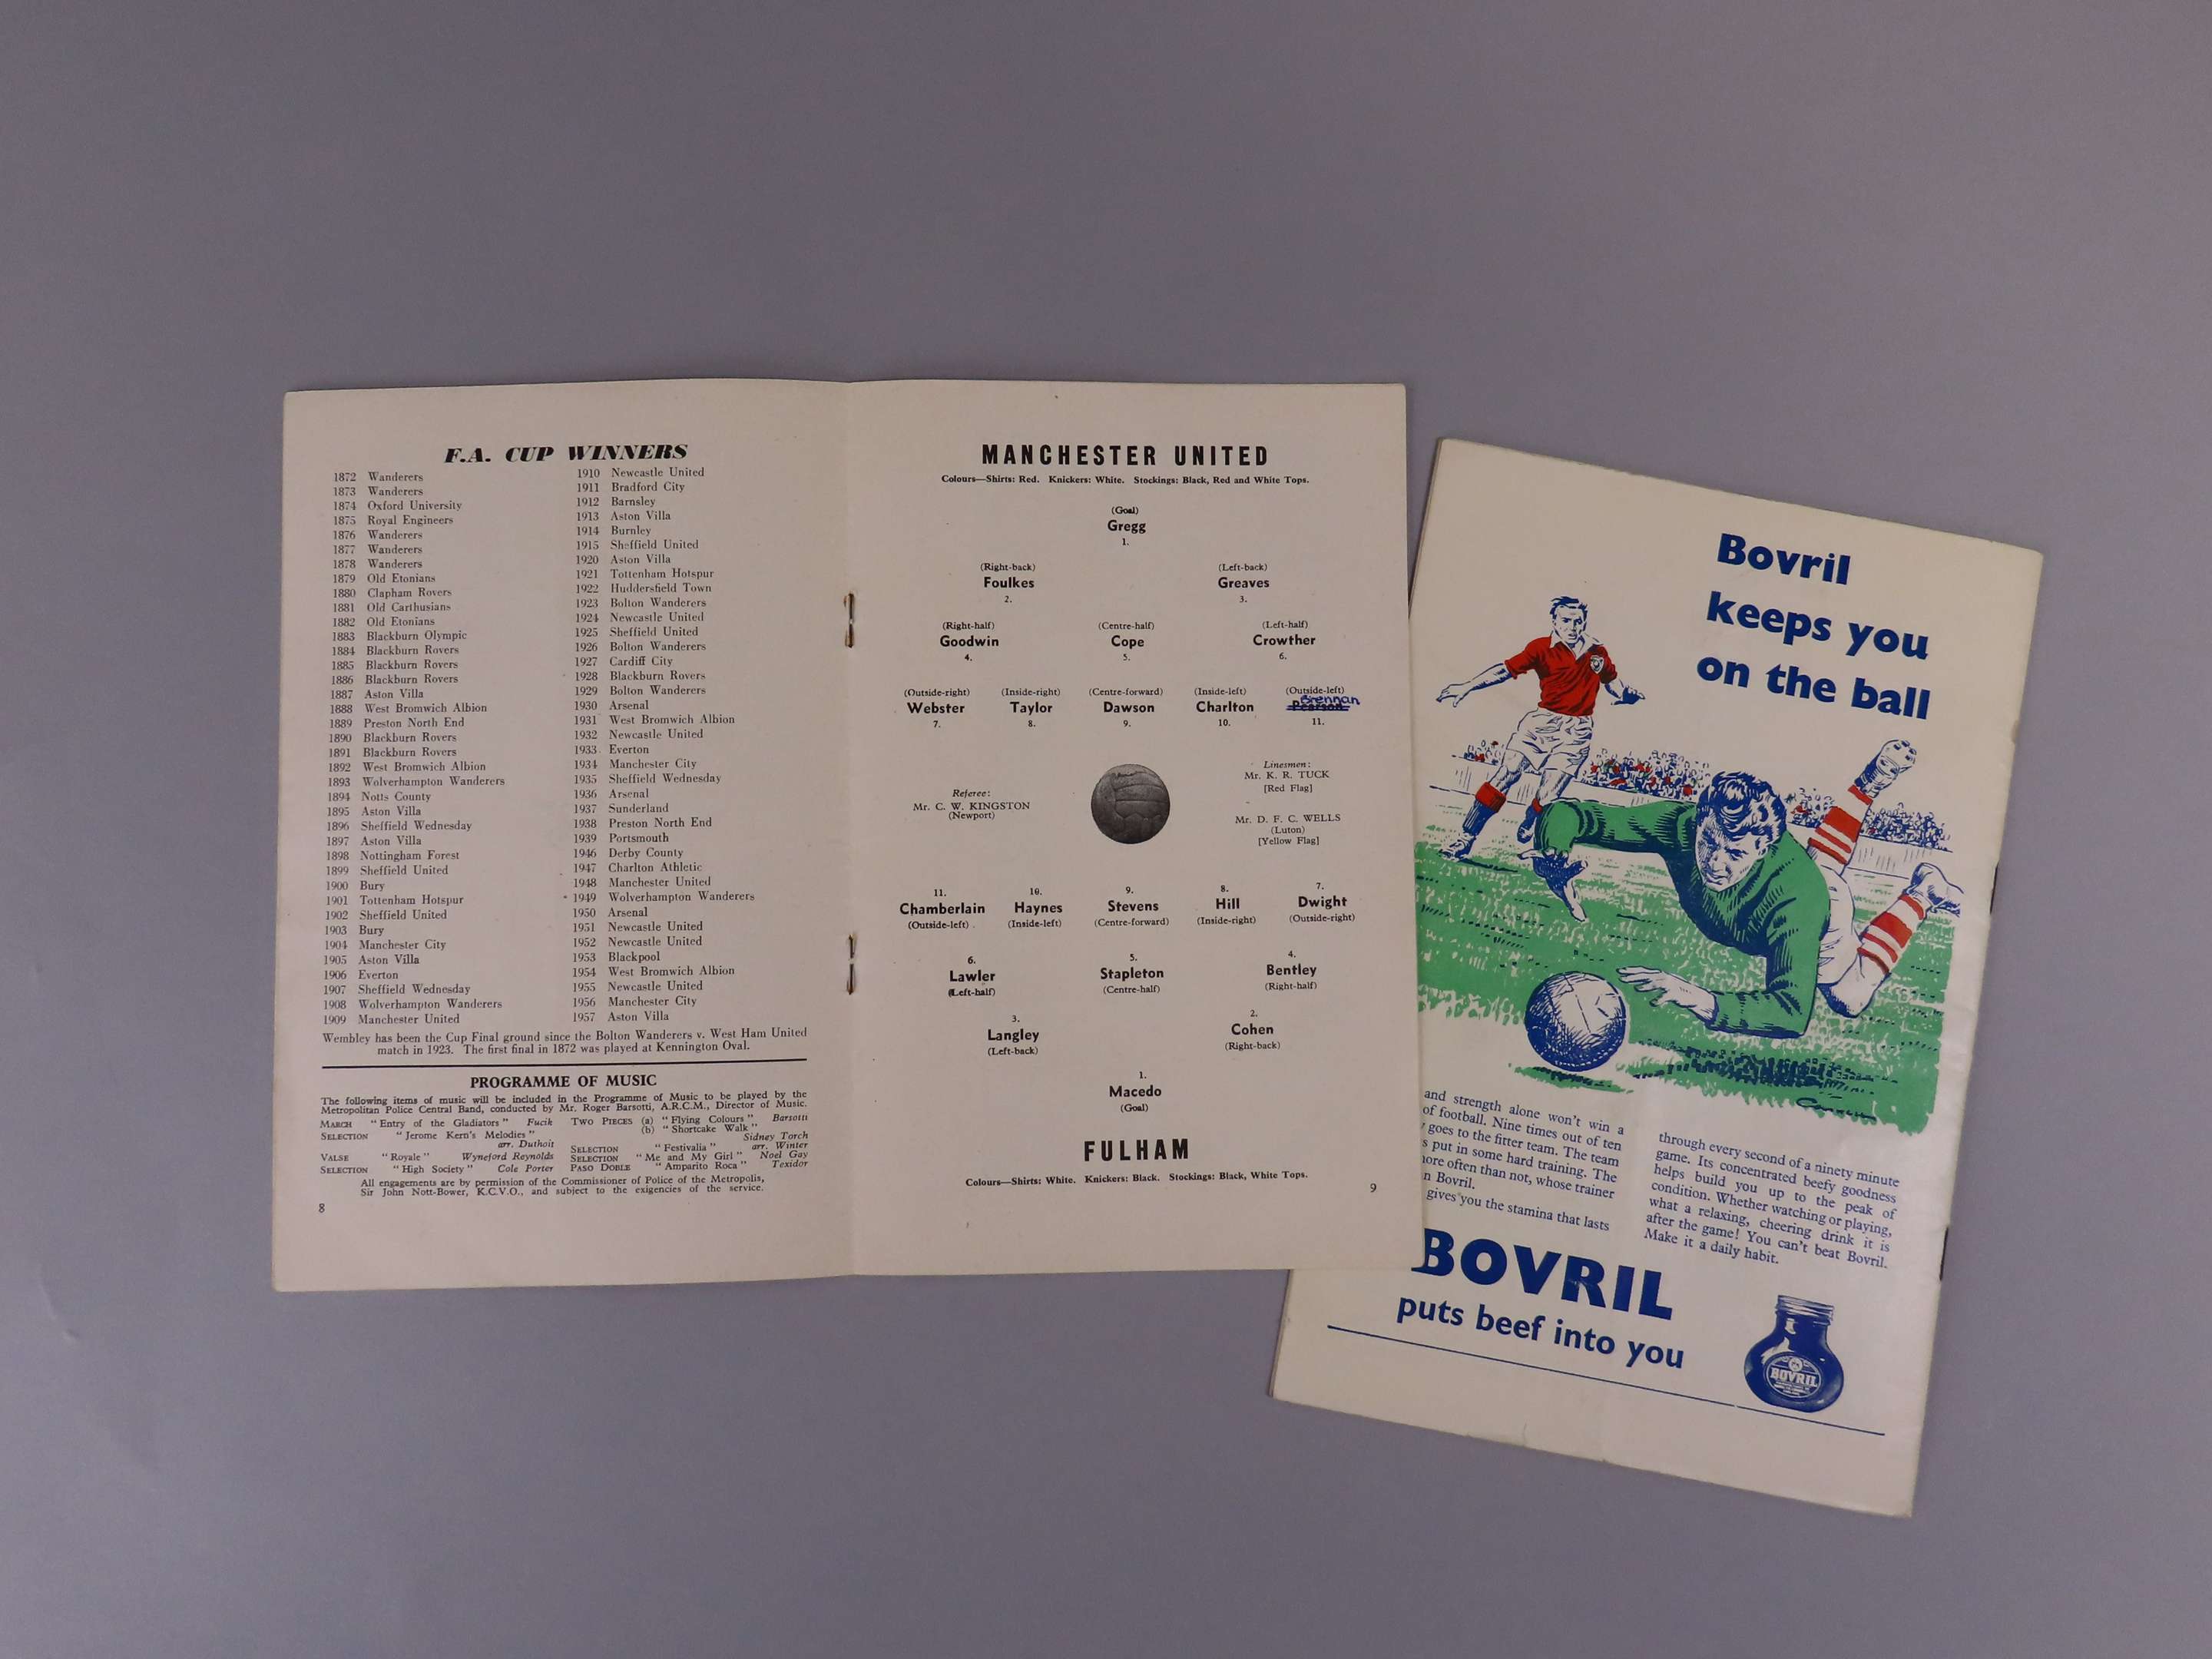 F.A. CUP WINNERS
1872 Wanderers
1873 Wanderers
1874 Oxford University
1875 Royal Engineers
1876 Wanderers
1877 Wanderers
1878 Wanderers
1879 Old Etonians
1880 Clapham Rovers
1881 Old Carthusians
1882 Old Etonians
1883 Blackburn Olympic
1884 Blackburn Rovers
1885 Blackburn Rovers
1886 Blackburn Rovers
1887 Aston Villa
1888 West Bromwich Albion
1889 Preston North End
1890 Blackburn Rovers
1891 Blackburn Rovers
1892 West Bromwich Albion
1893 Wolverhampton Wanderers
1894 Notts County
1895 Aston Villa
1896 Sheffield Wednesday
1897 Aston Villa
1898 Nottingham Forest
1899 Sheffield United
1900 Bury
1901 Tottenham Hotspur
1902 Sheffield United
1903 Bury
1904 Manchester City
1905 Aston Villa
1906 Everton
1907 Sheffield Wednesday
1908 Wolverhampton Wanderers
1909 Manchester United
1910 Newcastle United
1911 Bradford City
1912 Barnsley
1913 Aston Villa
1914 Burnley
1915 Sheffield United
1920 Aston Villa
1921 Tottenham Hotspur
1922 Huddersfield Town
1923 Bolton Wanderers
1924 Newcastle United
1925 Sheffield United
1926 Bolton Wanderers
1927 Cardiff City
1928 Blackburn Rovers
1929 Bolton Wanderers
1930 Arsenal
1931 West Bromwich Albion
1932 Newcastle United
1933 Everton
1934 Manchester City
1935 Sheffield Wednesday
1936 Arsenal
1937 Sunderland
1938 Preston North End
1939 Portsmouth
1946 Derby County
1947 Charlton Athletic
1948 Manchester United
1949 Wolverhampton Wanderers
1950 Arsenal
1951 Newcastle United
1952 Newcastle United
1953 Blackpool
1954 West Bromwich Albion
1955 Newcastle United
1956 Manchester City
1957 Aston Villa
Wembley has been the Cup Final ground since the Bolton Wanderers v. West Ham United
match in 1923. The first final in 1872 was played at Kennington Oval.
PROGRAMME OF MUSIC
The following items of music will be included in the Programme of Music to be played by the
Metropolitan Police Central Band, conducted by Mr. Roger Barsotti, A.R.C.M., Director of Music.
MARCH "Entry of the Gladiators" Fucik
SELECTION "Jerome Kern's Melodies"
arr. Duthoit
VALSE "Royale" Wyneford Reynolds
SELECTION "High Society" Cole Porter
TWO PIECES (a) "Flying Colours" Barsotti
(b) "Shortcake Walk"
Sidney Torch
SELECTION "Festivalia" arr. Winter
SELECTION "Me and My Girl" Noel Gay
PASO DOBLE "Amparito Roca" Texidor
All engagements are by permission of the Commissioner of Police of the Metropolis,
Sir John Nott-Bower, K.C.V.O., and subject to the exigencies of the service.
8
MANCHESTER UNITED
Colours—Shirts: Red. Knickers: White. Stockings: Black, Red and White Tops.
(Goal)
Gregg
1.
(Right-back) (Left-back)
Foulkes Greaves
2. 3.
(Right-half) (Centre-half) (Left-half)
Goodwin Cope Crowther
4. 5. 6.
(Outside-right) (Inside-right) (Centre-forward) (Inside-left) (Outside-left)
Brennan
Webster Taylor Dawson Charlton Pearson
7. 8. 9. 10. 11.
Referee:
Mr. C. W. KINGSTON
(Newport)
Linesmen:
Mr. K. R. TUCK
[Red Flag]
Mr. D. F. C. WELLS
(Luton)
[Yellow Flag]
11. 10. 9. 8. 7.
Chamberlain Haynes Stevens Hill Dwight
(Outside-left) (Inside-left) (Centre-forward) (Inside-right) (Outside-right)
6. 5. 4.
Lawler Stapleton Bentley
(Left-half) (Centre-half) (Right-half)
3. 2.
Langley Cohen
(Left-back) (Right-back)
1.
Macedo
(Goal)
FULHAM
Colours—Shirts: White. Knickers: Black. Stockings: Black, White Tops.
9
Bovril
keeps you
on the ball
and strength alone won't win a
of football. Nine times out of ten
goes to the fitter team. The team
s put in some hard training. The
ore often than not, whose trainer
n Bovril.
gives you the stamina that lasts
through every second of a ninety minute
game. Its concentrated beefy goodness
helps build you up to the peak of
condition. Whether watching or playing,
what a relaxing, cheering drink it is
after the game! You can't beat Bovril.
Make it a daily habit.
BOVRIL
puts beef into you
BOVRIL